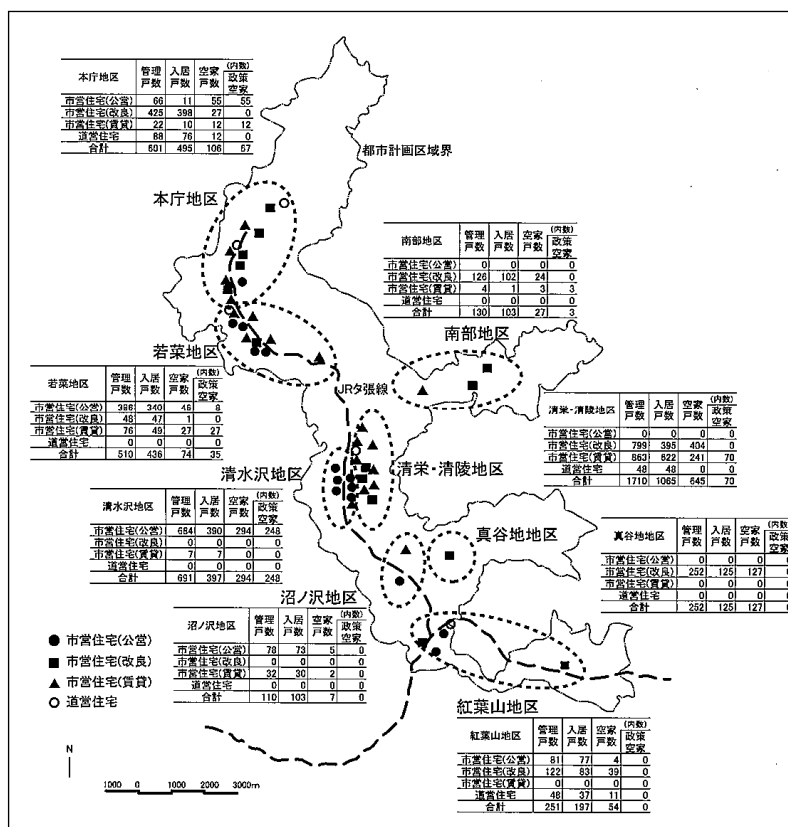 本庁地区 管理戸数 入居戸数 空家戸数 (内数)政策空家
市営住宅(公営) 66 11 55 55
市営住宅(改良) 425 398 27 0
市営住宅(賃貸) 22 10 12 12
道営住宅 88 76 12 0
合計 601 495 106 67
都市計画区域界
本庁地区
南部地区 管理戸数 入居戸数 空家戸数 (内数)政策空家
市営住宅(公営) 0 0 0 0
市営住宅(改良) 126 102 24 0
市営住宅(賃貸) 4 1 3 3
道営住宅 0 0 0 0
合計 130 103 27 3
南部地区
若菜地区
JR夕張線
若菜地区 管理戸数 入居戸数 空家戸数 (内数)政策空家
市営住宅(公営) 386 340 46 8
市営住宅(改良) 48 47 1 0
市営住宅(賃貸) 76 49 27 27
道営住宅 0 0 0 0
合計 510 436 74 35
清栄・清陵地区 管理戸数 入居戸数 空家戸数 (内数)政策空家
市営住宅(公営) 0 0 0 0
市営住宅(改良) 799 395 404 0
市営住宅(賃貸) 863 622 241 70
道営住宅 48 48 0 0
合計 1710 1065 645 70
清水沢地区
清栄・清陵地区
清水沢地区 管理戸数 入居戸数 空家戸数 (内数)政策空家
市営住宅(公営) 684 390 294 248
市営住宅(改良) 0 0 0 0
市営住宅(賃貸) 7 7 0 0
道営住宅 0 0 0 0
合計 691 397 294 248
真谷地地区
真谷地地区 管理戸数 入居戸数 空家戸数 (内数)政策空家
市営住宅(公営) 0 0 0 0
市営住宅(改良) 252 125 127 0
市営住宅(賃貸) 0 0 0 0
道営住宅 0 0 0 0
合計 252 125 127 0
沼ノ沢地区
沼ノ沢地区 管理戸数 入居戸数 空家戸数 (内数)政策空家
市営住宅(公営) 78 73 5 0
市営住宅(改良) 0 0 0 0
市営住宅(賃貸) 32 30 2 0
道営住宅 0 0 0 0
合計 110 103 7 0
● 市営住宅(公営)
■ 市営住宅(改良)
▲ 市営住宅(賃貸)
○ 道営住宅
紅葉山地区
紅葉山地区 管理戸数 入居戸数 空家戸数 (内数)政策空家
市営住宅(公営) 81 77 4 0
市営住宅(改良) 122 83 39 0
市営住宅(賃貸) 0 0 0 0
道営住宅 48 37 11 0
合計 251 197 54 0
N
1000 0 1000 2000 3000m